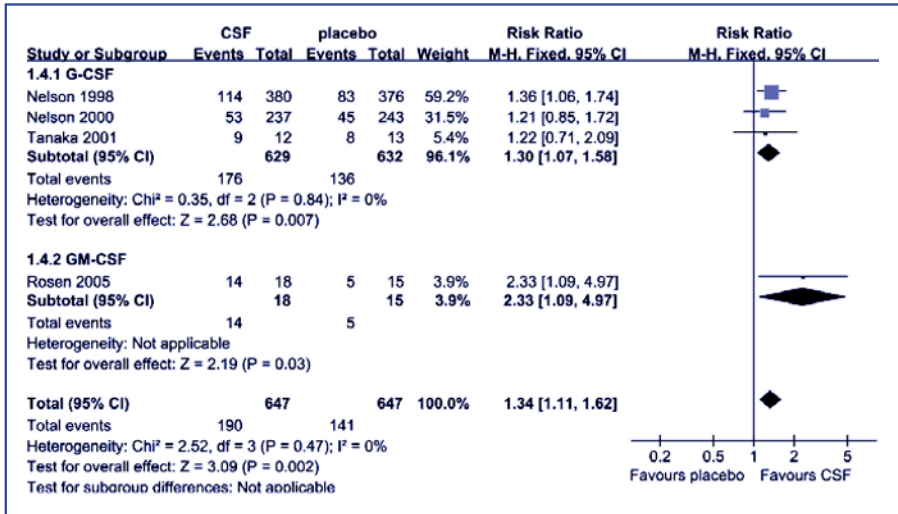 CSF placebo Risk Ratio Risk Ratio
Study or Subgroup Events Total Events Total Weight M-H, Fixed, 95% CI M-H, Fixed, 95% CI
1.4.1 G-CSF
Nelson 1998 114 380 83 376 59.2% 1.36 [1.06, 1.74]
Nelson 2000 53 237 45 243 31.5% 1.21 [0.85, 1.72]
Tanaka 2001 9 12 8 13 5.4% 1.22 [0.71, 2.09]
Subtotal (95% CI) 629 632 96.1% 1.30 [1.07, 1.58]
Total events 176 136
Heterogeneity: Chi² = 0.35, df = 2 (P = 0.84); I² = 0%
Test for overall effect: Z = 2.68 (P = 0.007)
1.4.2 GM-CSF
Rosen 2005 14 18 5 15 3.9% 2.33 [1.09, 4.97]
Subtotal (95% CI) 18 15 3.9% 2.33 [1.09, 4.97]
Total events 14 5
Heterogeneity: Not applicable
Test for overall effect: Z = 2.19 (P = 0.03)
Total (95% CI) 647 647 100.0% 1.34 [1.11, 1.62]
Total events 190 141
Heterogeneity: Chi² = 2.52, df = 3 (P = 0.47); I² = 0%
Test for overall effect: Z = 3.09 (P = 0.002)
Test for subgroup differences: Not applicable
0.2 0.5 1 2 5
Favours placebo Favours CSF